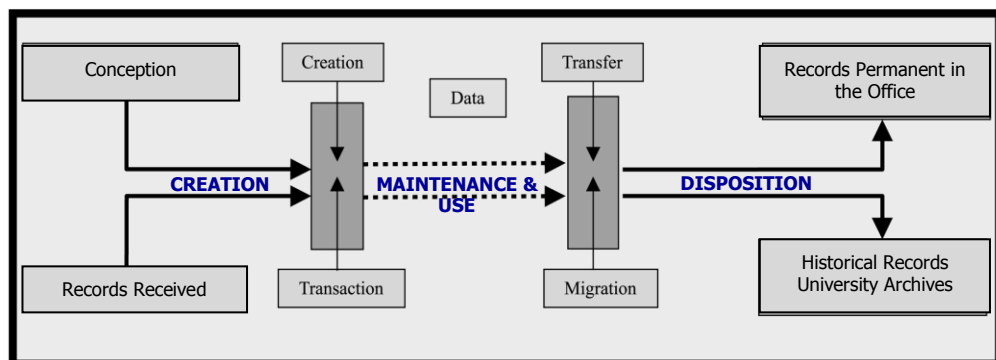 Conception
Creation
Data
Transfer
Records Permanent in
the Office
CREATION
MAINTENANCE &
USE
DISPOSITION
Records Received
Transaction
Migration
Historical Records
University Archives